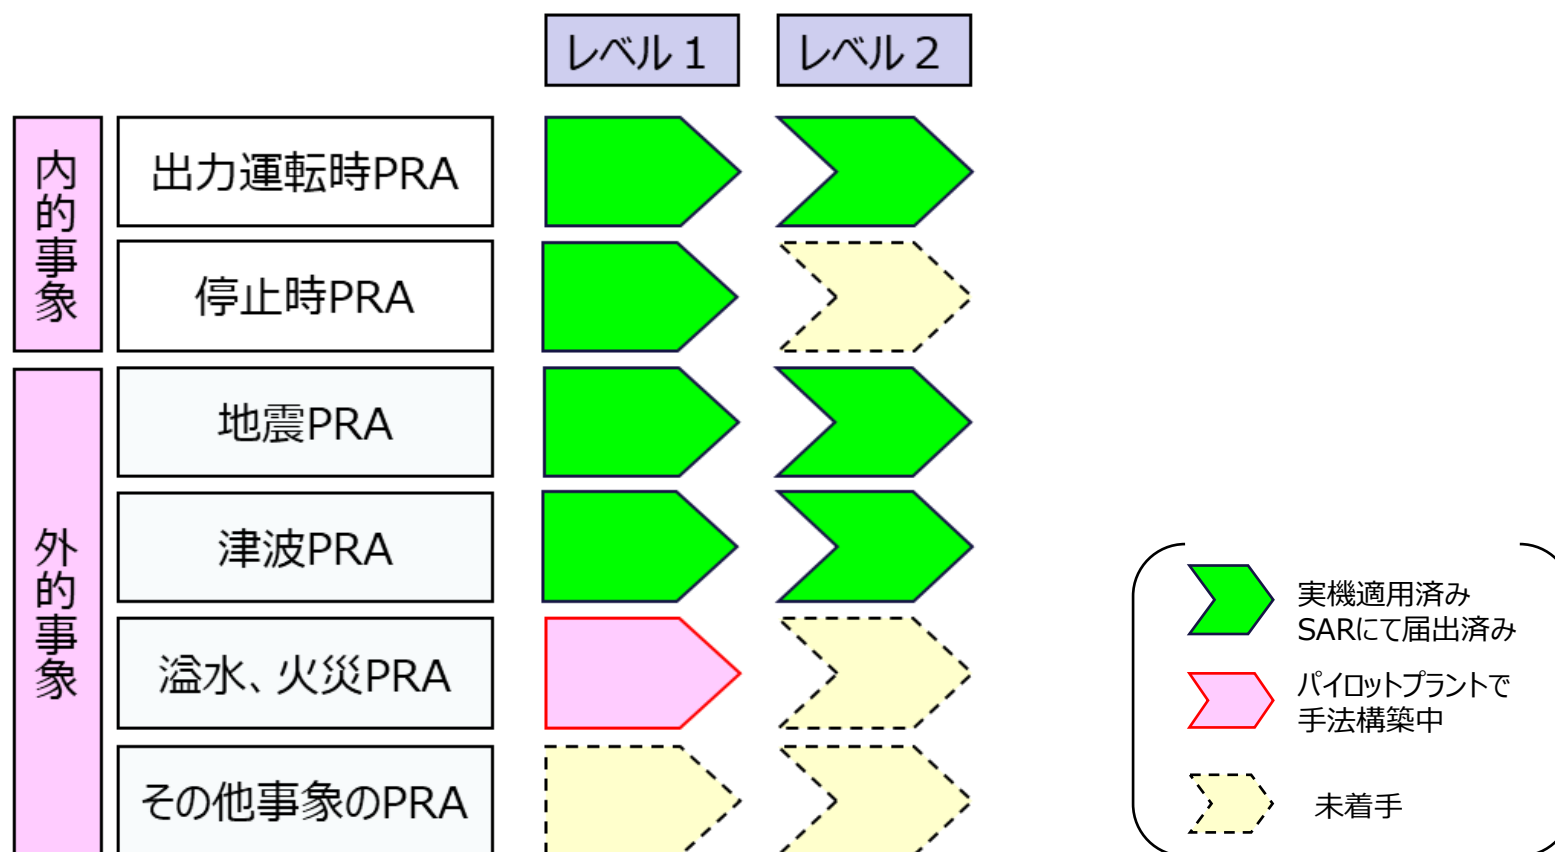 レベル１
レベル２
内的事象
出力運転時PRA
停止時PRA
外的事象
地震PRA
津波PRA
溢水、火災PRA
その他事象のPRA
実機適用済み
SARにて届出済み
パイロットプラントで
手法構築中
未着手